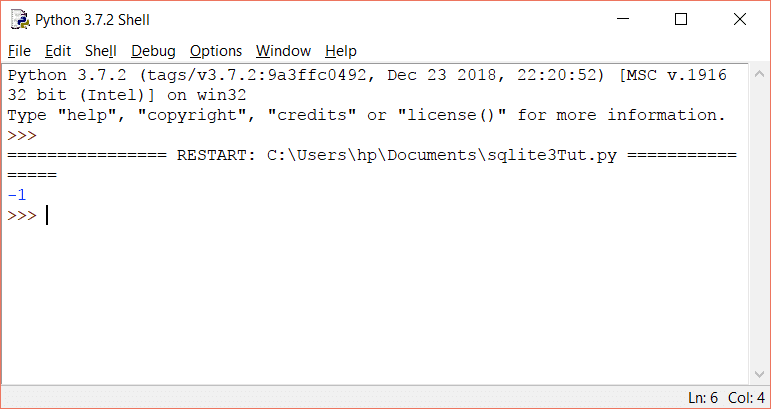 Python 3.7.2 Shell
File Edit Shell Debug Options Window Help
Python 3.7.2 (tags/v3.7.2:9a3ffc0492, Dec 23 2018, 22:20:52) [MSC v.1916
32 bit (Intel)] on win32
Type "help", "copyright", "credits" or "license()" for more information.
>>>
================ RESTART: C:\Users\hp\Documents\sqlite3Tut.py ===========
=====
-1
>>>
Ln: 6 Col: 4